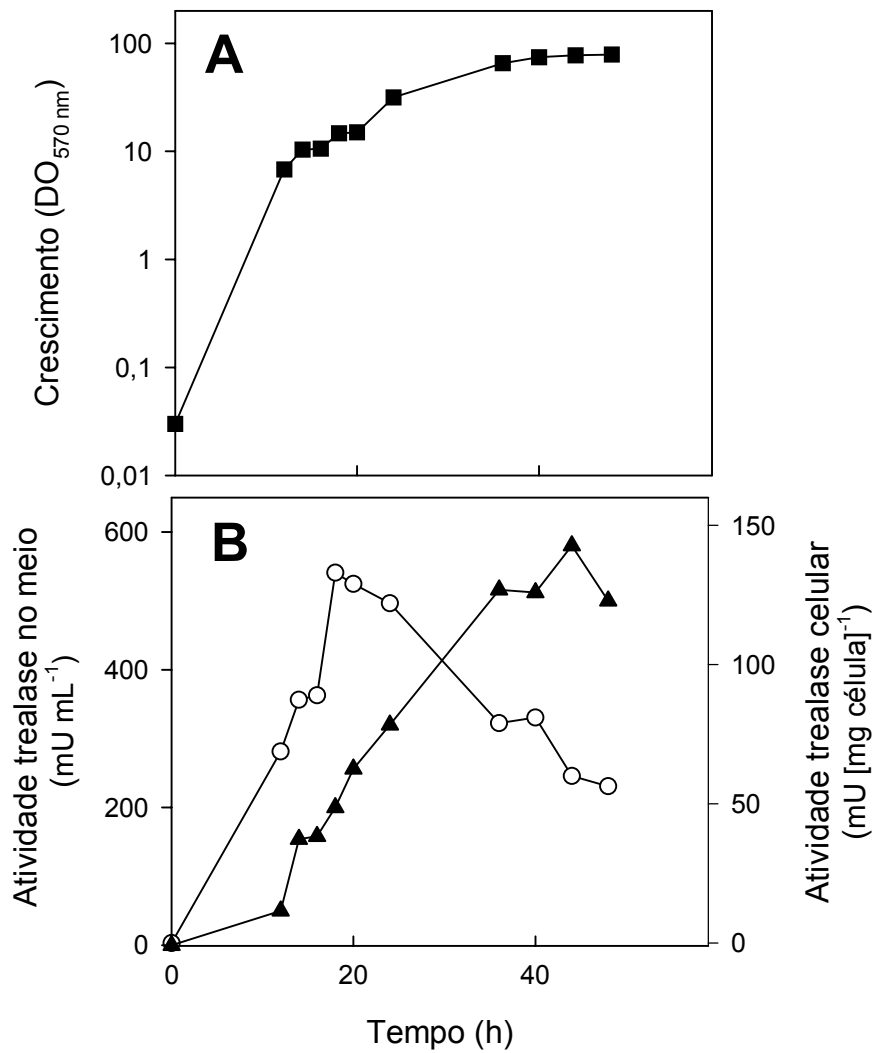 A
100
10
1
0,1
0,01
Crescimento (DO570 nm)
B
600
400
200
0
Atividade trealase no meio
(mU mL-1)
150
100
50
0
Atividade trealase celular
(mU [mg célula]-1)
0
20
40
Tempo (h)